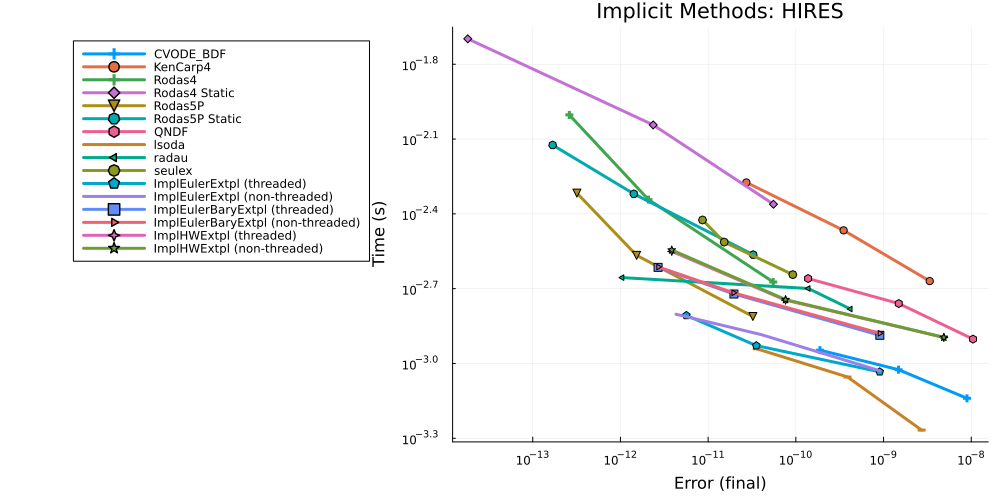 Implicit Methods: HIRES
CVODE_BDF
KenCarp4
Rodas4
Rodas4 Static
Rodas5P
Rodas5P Static
QNDF
lsoda
radau
seulex
ImplEulerExtpl (threaded)
ImplEulerExtpl (non-threaded)
ImplEulerBaryExtpl (threaded)
ImplEulerBaryExtpl (non-threaded)
ImplHWExtpl (threaded)
ImplHWExtpl (non-threaded)
Time (s)
10⁻¹·⁸
10⁻²·¹
10⁻²·⁴
10⁻²·⁷
10⁻³·⁰
10⁻³·³
10⁻¹³ 10⁻¹² 10⁻¹¹ 10⁻¹⁰ 10⁻⁹ 10⁻⁸
Error (final)